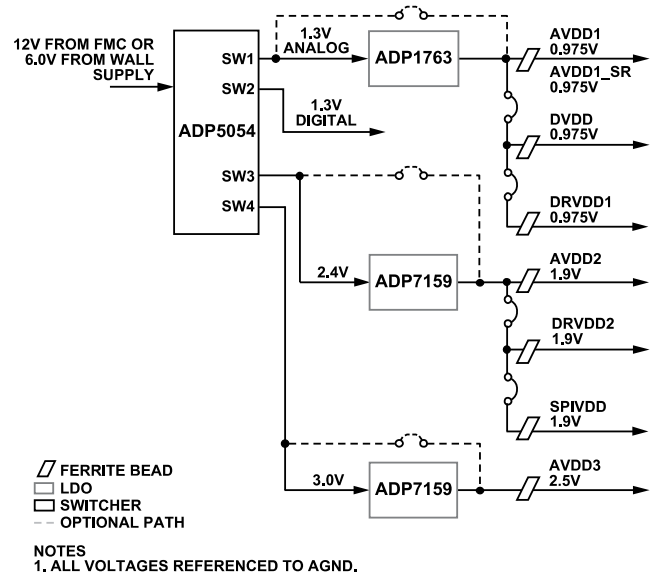 12V FROM FMC OR
6.0V FROM WALL
SUPPLY
ADP5054
SW1
SW2
SW3
SW4
1.3V
ANALOG
ADP1763
1.3V
DIGITAL
2.4V
ADP7159
3.0V
ADP7159
AVDD1
0.975V
AVDD1_SR
0.975V
DVDD
0.975V
DRVDD1
0.975V
AVDD2
1.9V
DRVDD2
1.9V
SPIVDD
1.9V
AVDD3
2.5V
FERRITE BEAD
LDO
SWITCHER
OPTIONAL PATH
NOTES
1. ALL VOLTAGES REFERENCED TO AGND.